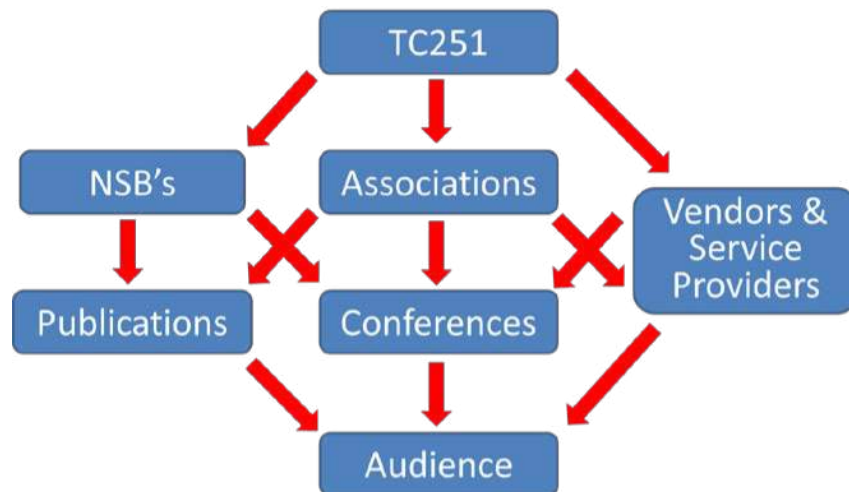 TC251
NSB's
Associations
Vendors &
Service
Providers
Publications
Conferences
Audience